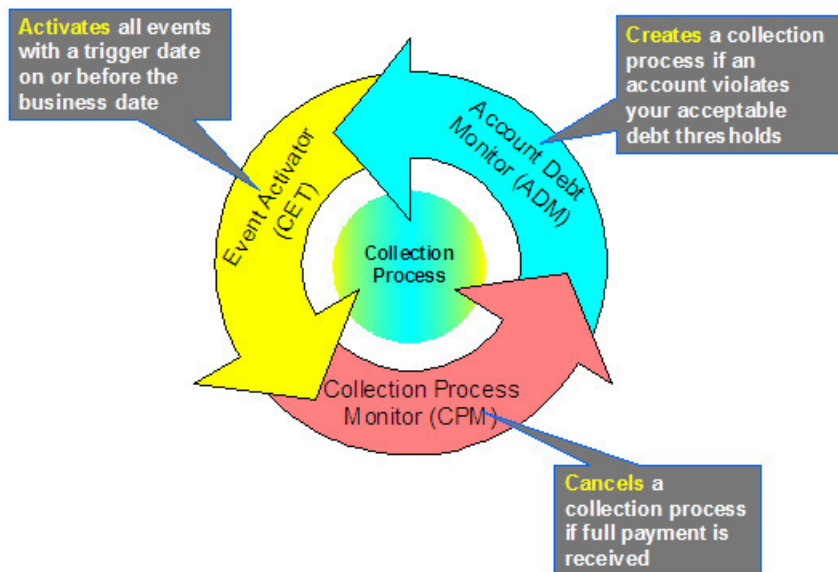 Activates all events
with a trigger date
on or before the
business date
Creates a collection
process if an
account violates
your acceptable
debt thresholds
Account Debt
Monitor (ADM)
Event Activator
(CET)
Collection
Process
Collection Process
Monitor (CPM)
Cancels a
collection process
if full payment is
received